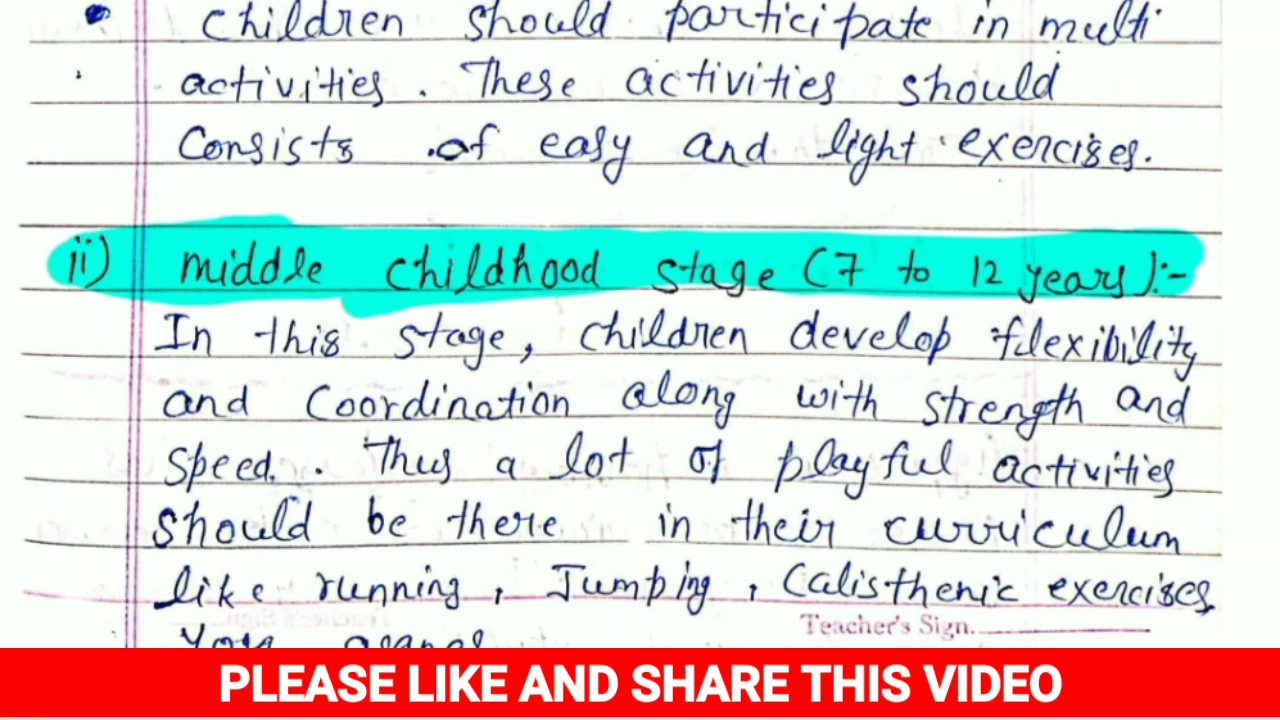 Children should participate in multi
activities. These activities should
Consists of easy and light exercises.
ii) middle childhood stage (7 to 12 years):-
In this stage, children develop flexibility
and coordination along with strength and
speed. Thus a lot of playful activities
should be there in their curriculum
like running, Jumping, Calisthenic exercises
Teacher's Sign.
PLEASE LIKE AND SHARE THIS VIDEO